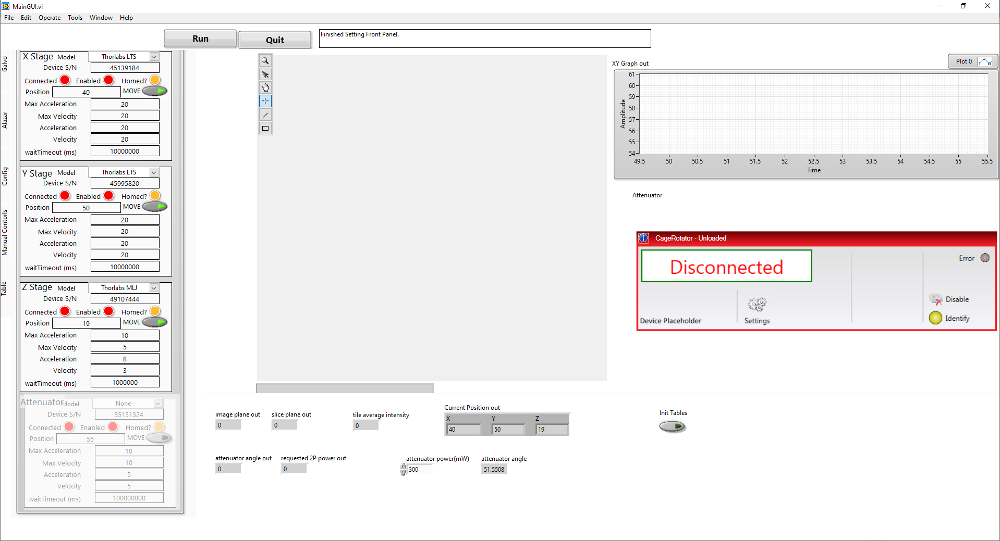 MainGUI.vi
File Edit Operate Tools Window Help
Run
Quit
Finished Setting Front Panel.
Galvo
Alazar
Config
Manual Contorls
Table
X Stage Model Thorlabs LTS
Device S/N 45139184
Connected Enabled Homed?
Position 40 MOVE
Max Acceleration 20
Max Velocity 20
Acceleration 20
Velocity 20
waitTimeout (ms) 10000000
Y Stage Model Thorlabs LTS
Device S/N 45995820
Connected Enabled Homed?
Position 50 MOVE
Max Acceleration 20
Max Velocity 20
Acceleration 20
Velocity 20
waitTimeout (ms) 10000000
Z Stage Model Thorlabs MLJ
Device S/N 49107444
Connected Enabled Homed?
Position 19 MOVE
Max Acceleration 10
Max Velocity 5
Acceleration 8
Velocity 3
waitTimeout (ms) 1000000
Attenuator Model None
Device S/N 55151324
Connected Enabled Homed?
Position 55 MOVE
Max Acceleration 10
Max Velocity 10
Acceleration 5
Velocity 5
waitTimeout (ms) 100000000
XY Graph out
Plot 0
Amplitude
61
60
59
58
57
56
55
54
49.5 50 50.5 51 51.5 52 52.5 53 53.5 54 54.5 55 55.5
Time
Attenuator
CageRotator - Unloaded
Disconnected
Error
Disable
Identify
Device Placeholder
Settings
image plane out
0
slice plane out
0
tile average intensity
0
Current Position out
X Y Z
40 50 19
Init Tables
attenuator angle out
0
requested 2P power out
0
attenuator power(mW)
300
attenuator angle
51.5508